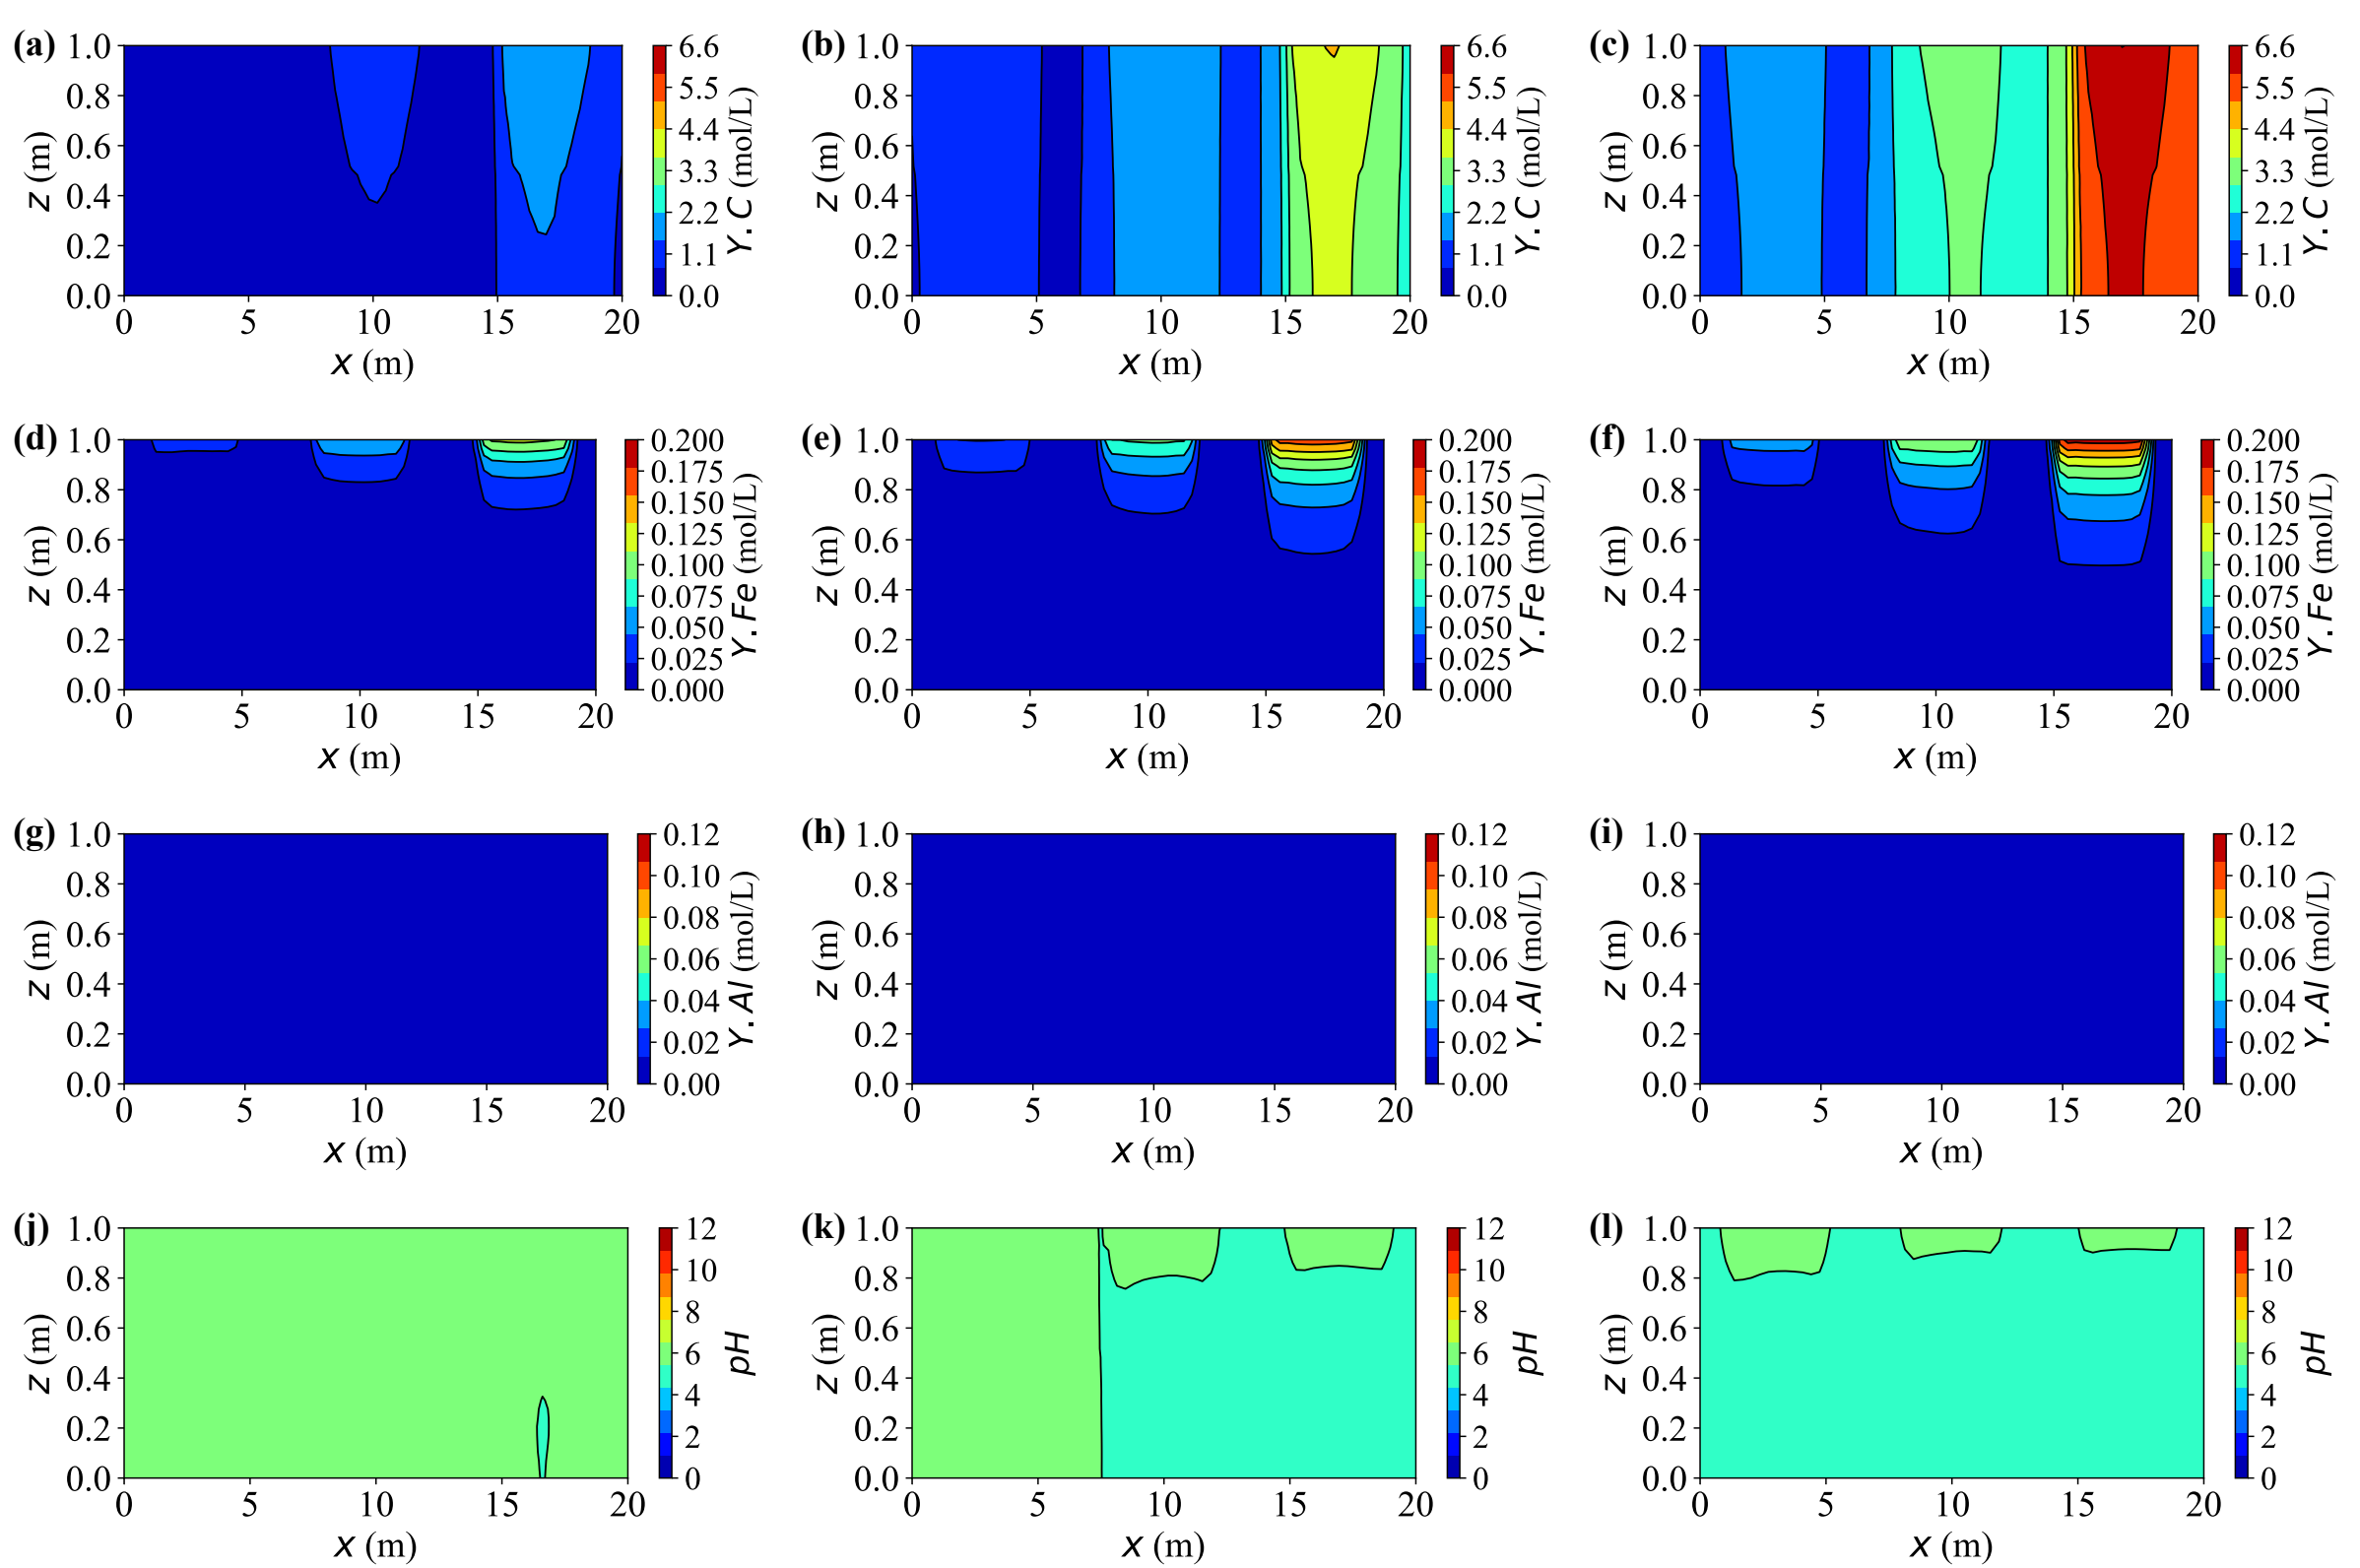 (a) 1.0 0.8 0.6 0.4 0.2 0.0 z (m) 0 5 10 15 20 x (m) 6.6 5.5 4.4 3.3 2.2 1.1 0.0 Y.C (mol/L)
(b) 1.0 0.8 0.6 0.4 0.2 0.0 z (m) 0 5 10 15 20 x (m) 6.6 5.5 4.4 3.3 2.2 1.1 0.0 Y.C (mol/L)
(c) 1.0 0.8 0.6 0.4 0.2 0.0 z (m) 0 5 10 15 20 x (m) 6.6 5.5 4.4 3.3 2.2 1.1 0.0 Y.C (mol/L)
(d) 1.0 0.8 0.6 0.4 0.2 0.0 z (m) 0 5 10 15 20 x (m) 0.200 0.175 0.150 0.125 0.100 0.075 0.050 0.025 0.000 Y.Fe (mol/L)
(e) 1.0 0.8 0.6 0.4 0.2 0.0 z (m) 0 5 10 15 20 x (m) 0.200 0.175 0.150 0.125 0.100 0.075 0.050 0.025 0.000 Y.Fe (mol/L)
(f) 1.0 0.8 0.6 0.4 0.2 0.0 z (m) 0 5 10 15 20 x (m) 0.200 0.175 0.150 0.125 0.100 0.075 0.050 0.025 0.000 Y.Fe (mol/L)
(g) 1.0 0.8 0.6 0.4 0.2 0.0 z (m) 0 5 10 15 20 x (m) 0.12 0.10 0.08 0.06 0.04 0.02 0.00 Y.Al (mol/L)
(h) 1.0 0.8 0.6 0.4 0.2 0.0 z (m) 0 5 10 15 20 x (m) 0.12 0.10 0.08 0.06 0.04 0.02 0.00 Y.Al (mol/L)
(i) 1.0 0.8 0.6 0.4 0.2 0.0 z (m) 0 5 10 15 20 x (m) 0.12 0.10 0.08 0.06 0.04 0.02 0.00 Y.Al (mol/L)
(j) 1.0 0.8 0.6 0.4 0.2 0.0 z (m) 0 5 10 15 20 x (m) 12 10 8 6 4 2 0 pH
(k) 1.0 0.8 0.6 0.4 0.2 0.0 z (m) 0 5 10 15 20 x (m) 12 10 8 6 4 2 0 pH
(l) 1.0 0.8 0.6 0.4 0.2 0.0 z (m) 0 5 10 15 20 x (m) 12 10 8 6 4 2 0 pH